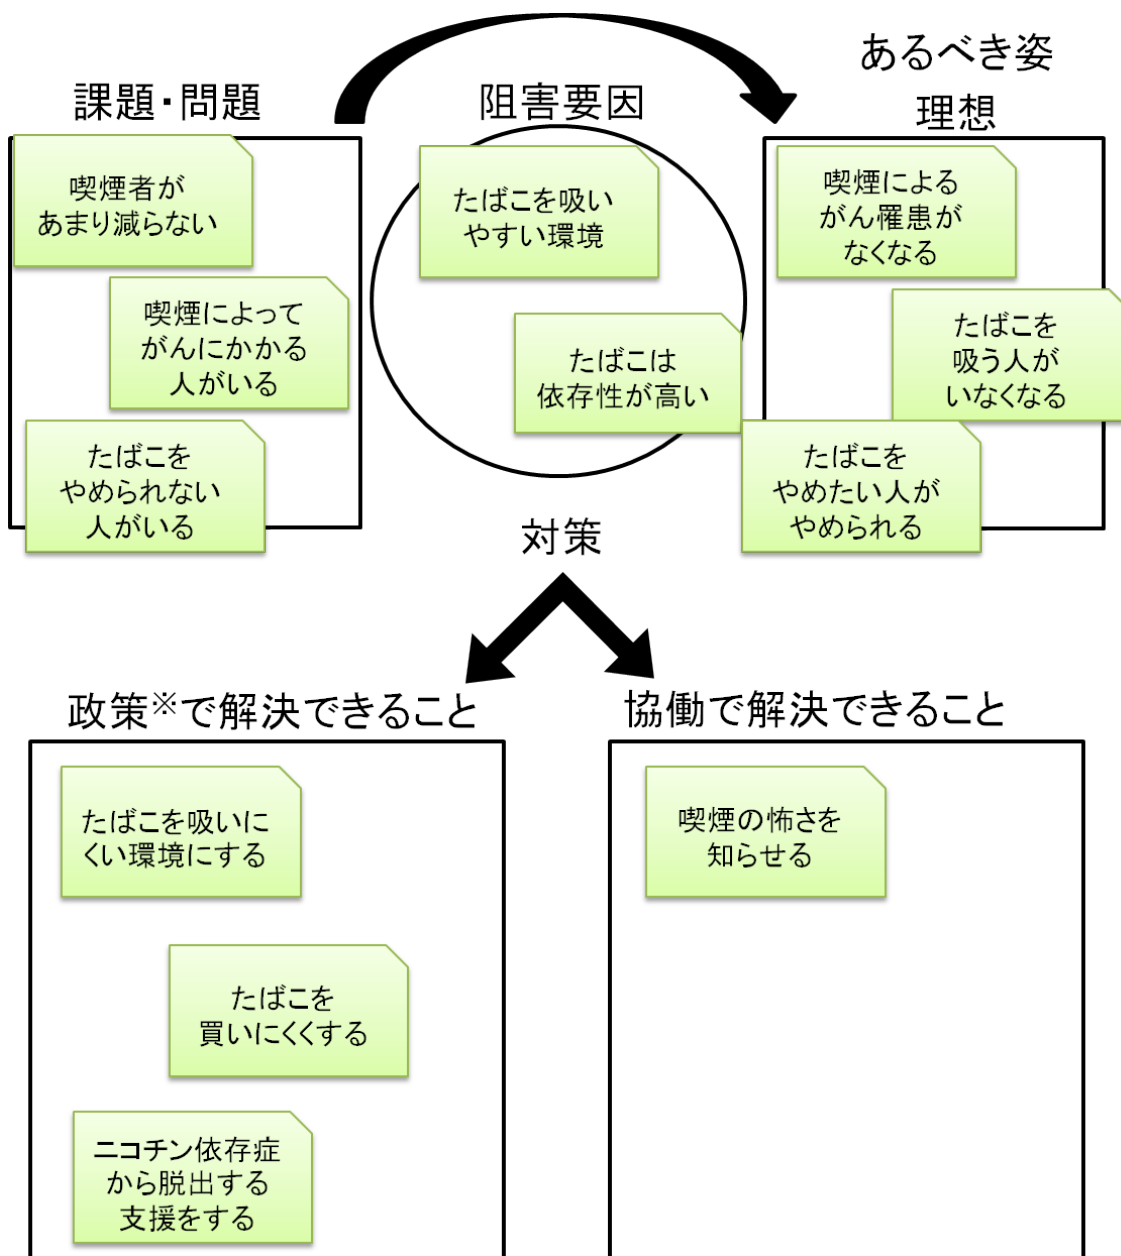 課題・問題
阻害要因
あるべき姿
理想
喫煙者が
あまり減らない
喫煙によって
がんにかかる
人がいる
たばこを
やめられない
人がいる
たばこを吸い
やすい環境
たばこは
依存性が高い
喫煙による
がん罹患が
なくなる
たばこを
吸う人が
いなくなる
たばこを
やめたい人が
やめられる
対策
政策※で解決できること
たばこを吸いに
くい環境にする
たばこを
買いにくくする
ニコチン依存症
から脱出する
支援をする
協働で解決できること
喫煙の怖さを
知らせる